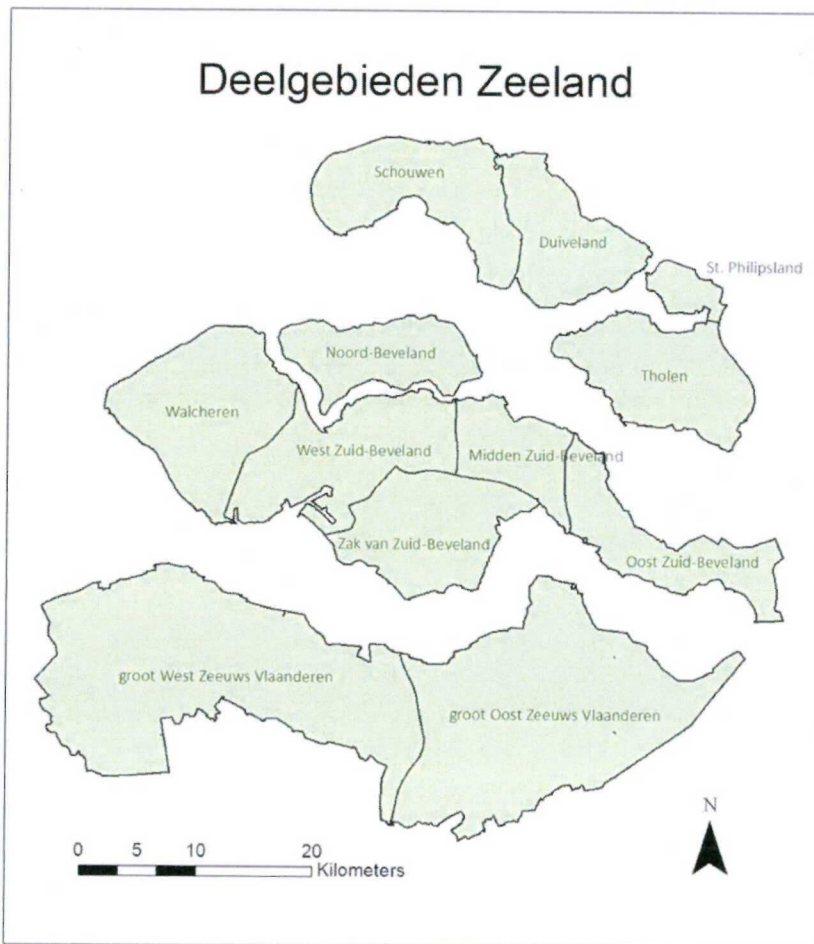 Deelgebieden Zeeland
Schouwen
Duiveland
St. Philipsland
Noord-Beveland
Tholen
Walcheren
West Zuid-Beveland
Midden Zuid-Beveland
Zak van Zuid-Beveland
Oost Zuid-Beveland
groot West Zeeuws Vlaanderen
groot Oost Zeeuws Vlaanderen
N
0 5 10 20
Kilometers